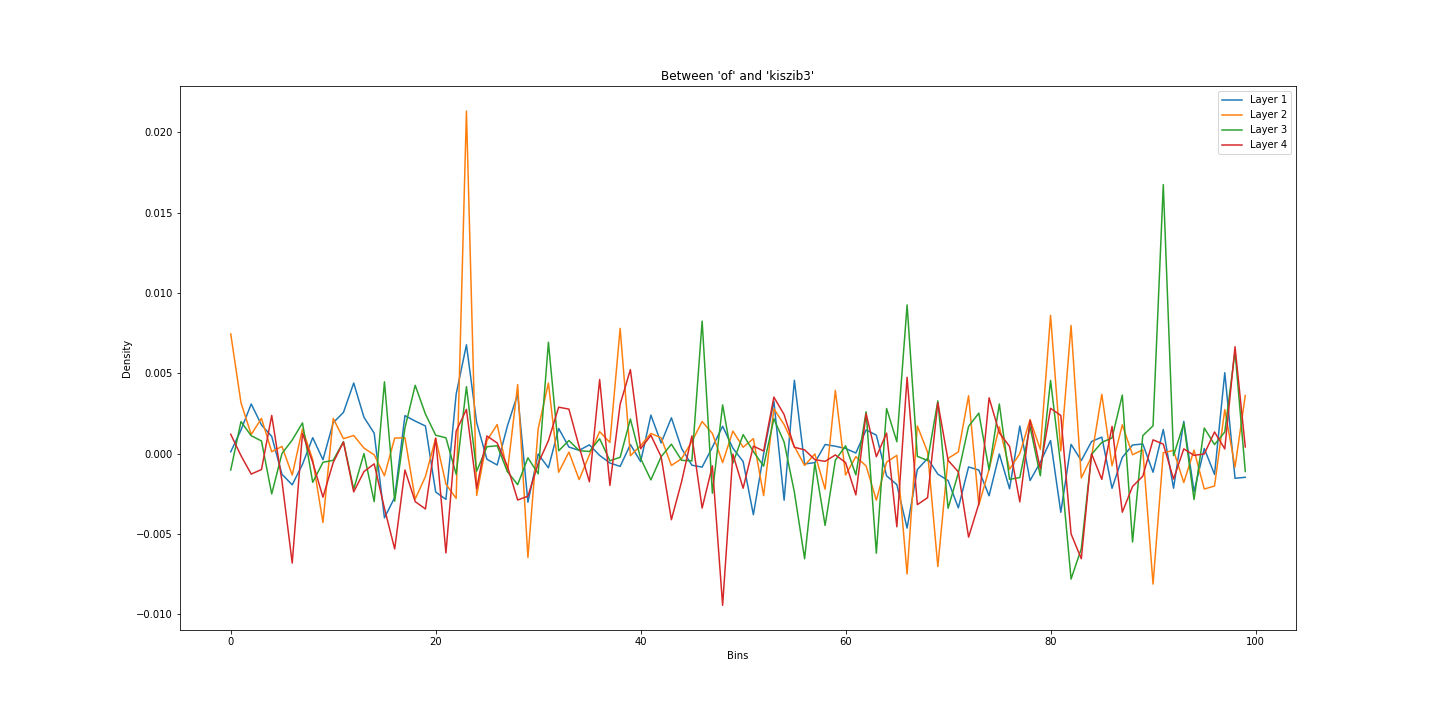 Between 'of' and 'kiszib3'
Layer 1
Layer 2
Layer 3
Layer 4
0.020
0.015
0.010
0.005
0.000
−0.005
−0.010
Density
0 20 40 60 80 100
Bins